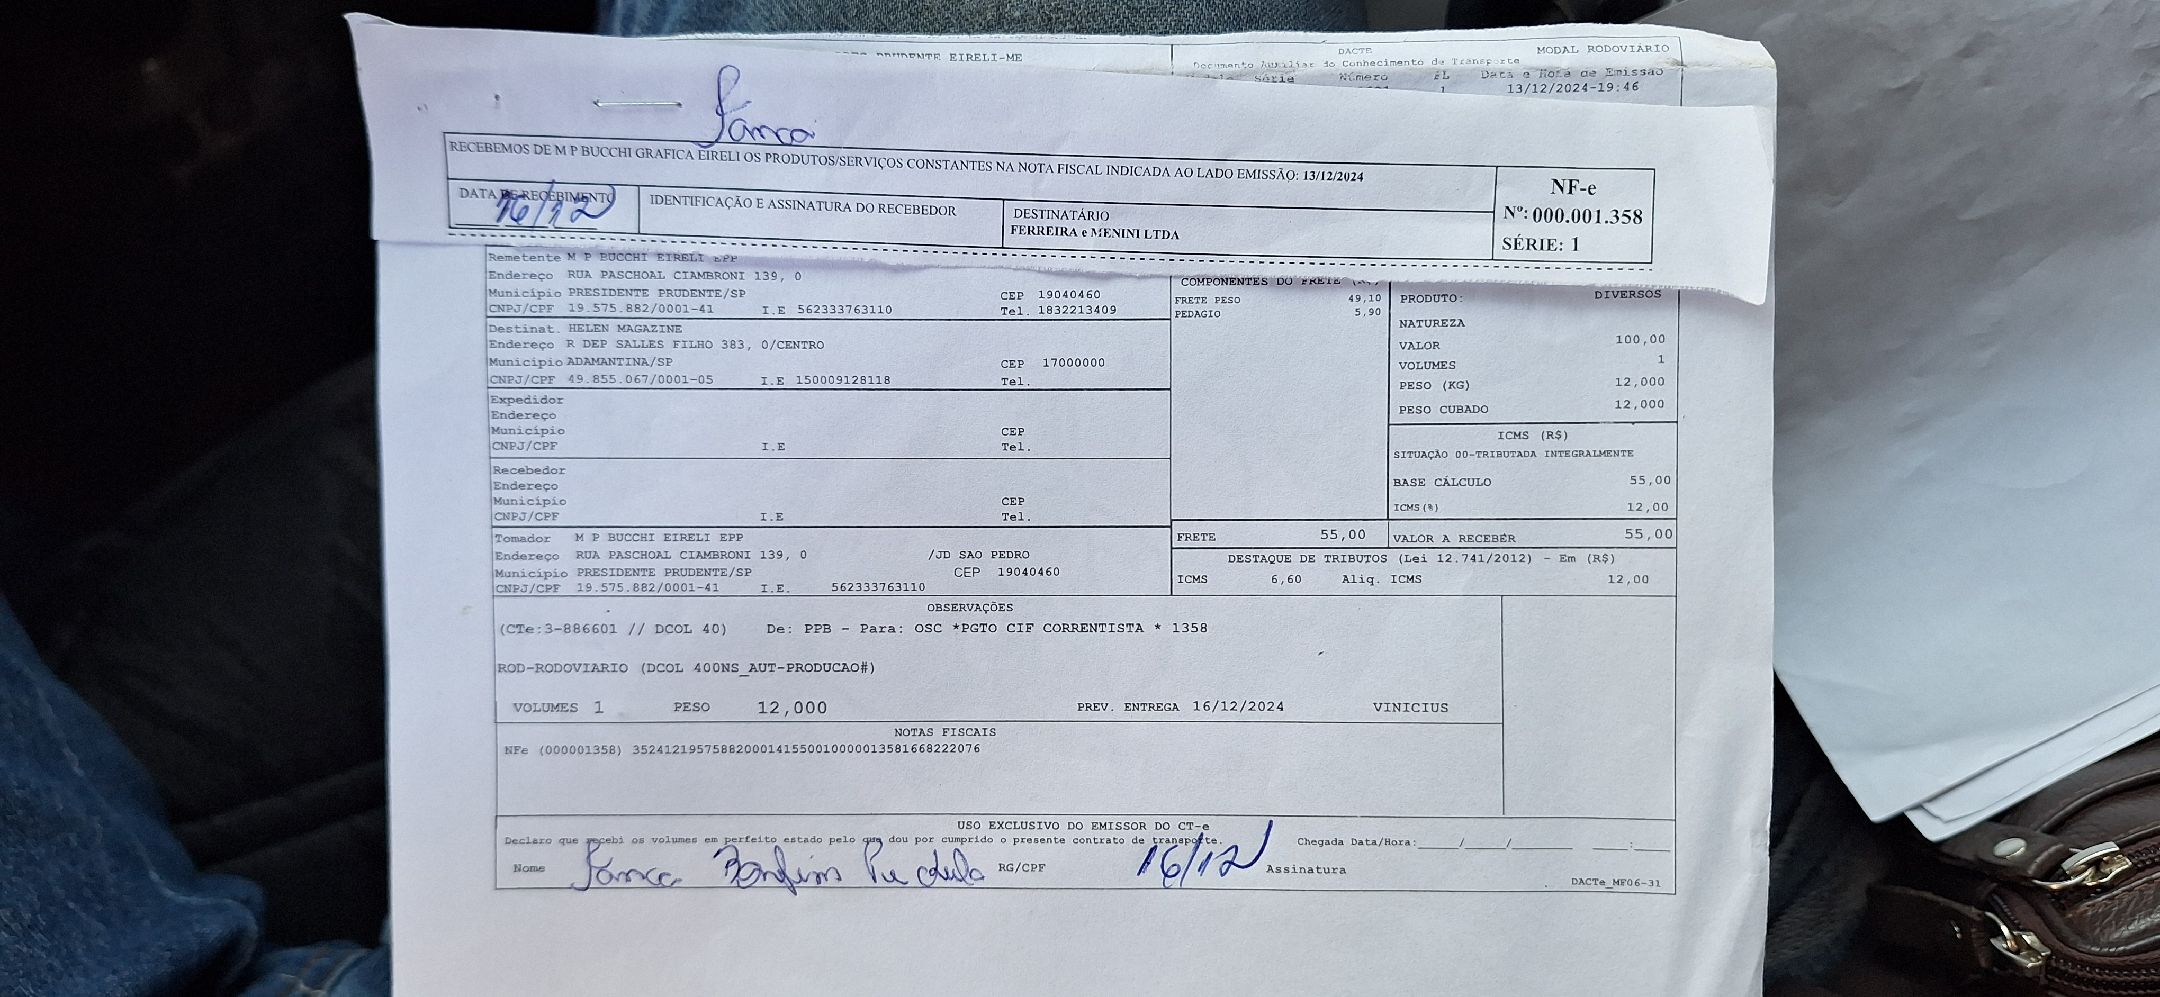 PRUDENTE EIRELI-ME
DACTE
MODAL RODOVIÁRIO
Documento Auxiliar do Conhecimento de Transporte
Série Número FL Data e Hora de Emissão
1 13/12/2024-19:46
RECEBEMOS DE M P BUCCHI GRAFICA EIRELI OS PRODUTOS/SERVIÇOS CONSTANTES NA NOTA FISCAL INDICADA AO LADO EMISSÃO: 13/12/2024
NF-e
Nº: 000.001.358
SÉRIE: 1
DATA DE RECEBIMENTO
16/12
IDENTIFICAÇÃO E ASSINATURA DO RECEBEDOR
DESTINATÁRIO
FERREIRA e MENINI LTDA
Remetente M P BUCCHI EIRELI EPP
Endereço RUA PASCHOAL CIAMBRONI 139, 0
Município PRESIDENTE PRUDENTE/SP CEP 19040460
CNPJ/CPF 19.575.882/0001-41 I.E 562333763110 Tel. 1832213409
Destinat. HELEN MAGAZINE
Endereço R DEP SALLES FILHO 383, 0/CENTRO
Município ADAMANTINA/SP CEP 17000000
CNPJ/CPF 49.855.067/0001-05 I.E 150009128118 Tel.
Expedidor
Endereço
Município CEP
CNPJ/CPF I.E Tel.
Recebedor
Endereço
Município CEP
CNPJ/CPF I.E Tel.
Tomador M P BUCCHI EIRELI EPP
Endereço RUA PASCHOAL CIAMBRONI 139, 0 /JD SAO PEDRO
Município PRESIDENTE PRUDENTE/SP CEP 19040460
CNPJ/CPF 19.575.882/0001-41 I.E. 562333763110
COMPONENTES DO FRETE (R$)
FRETE PESO 49,10
PEDAGIO 5,90
PRODUTO: DIVERSOS
NATUREZA
VALOR 100,00
VOLUMES 1
PESO (KG) 12,000
PESO CUBADO 12,000
ICMS (R$)
SITUAÇÃO 00-TRIBUTADA INTEGRALMENTE
BASE CÁLCULO 55,00
ICMS(%) 12,00
FRETE 55,00
VALOR A RECEBER 55,00
DESTAQUE DE TRIBUTOS (Lei 12.741/2012) - Em (R$)
ICMS 6,60 Aliq. ICMS 12,00
OBSERVAÇÕES
(CTe:3-886601 // DCOL 40) De: PPB - Para: OSC *PGTO CIF CORRENTISTA * 1358
ROD-RODOVIARIO (DCOL 400NS_AUT-PRODUCAO#)
VOLUMES 1 PESO 12,000 PREV. ENTREGA 16/12/2024 VINICIUS
NOTAS FISCAIS
NFe (000001358) 35241219575882000141550010000013581668222076
USO EXCLUSIVO DO EMISSOR DO CT-e
Declaro que recebi os volumes em perfeito estado pelo que dou por cumprido o presente contrato de transporte. Chegada Data/Hora:____/____/______ ____:____
Nome RG/CPF 16/12 Assinatura
DACTe_MF06-31